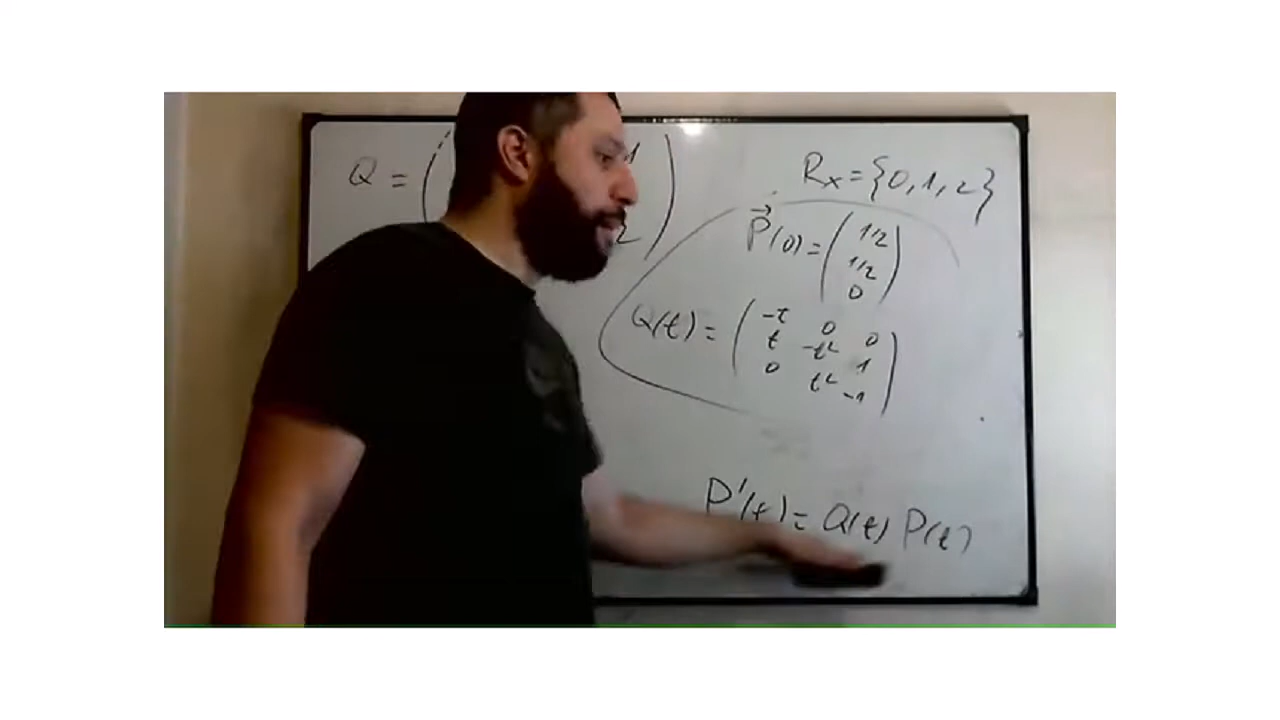 Q = (
R_x = {0, 1, 2}
P⃗(0) = ( 1/2
1/2
0 )
Q(t) = ( -t 0 0
t -t² 1
0 t² -1 )
P'(t) = Q(t) P(t)